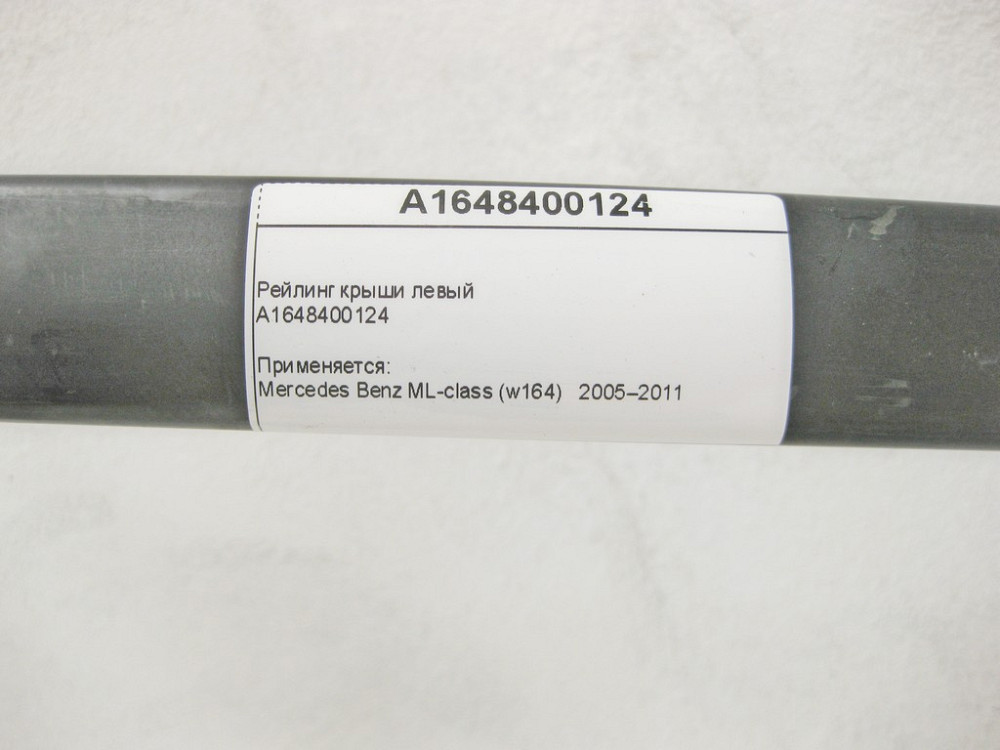 A1648400124
Рейлинг крыши левый
A1648400124
Применяется:
Mercedes Benz ML-class (w164) 2005–2011